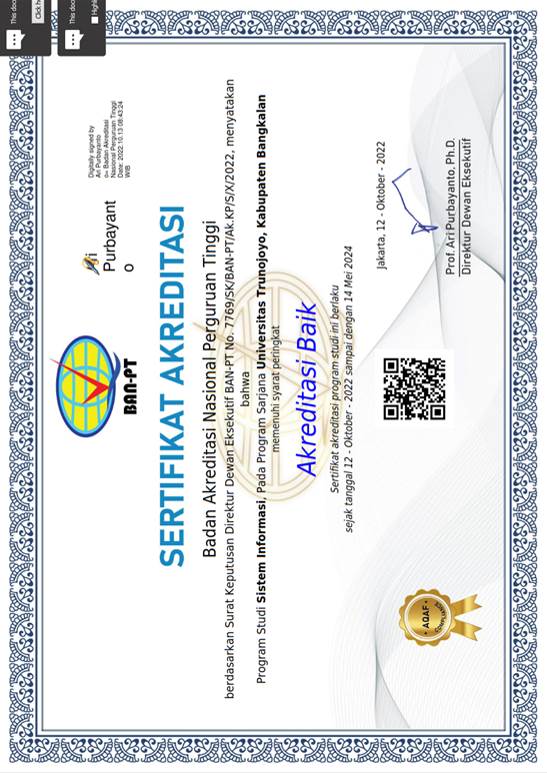 This doc
Click h
This doc
Highli
BAN-PT
Ari
Purbayant
o
Digitally signed by
Ari Purbayanto
o= Badan Akreditasi
Nasional Perguruan Tinggi
Date: 2022.10.13 08:43:24
WIB
SERTIFIKAT AKREDITASI
Badan Akreditasi Nasional Perguruan Tinggi
berdasarkan Surat Keputusan Direktur Dewan Eksekutif BAN-PT No. 7769/SK/BAN-PT/Ak.KP/S/X/2022, menyatakan
bahwa
Program Studi Sistem Informasi, Pada Program Sarjana Universitas Trunojoyo, Kabupaten Bangkalan
memenuhi syarat peringkat
Akreditasi Baik
Sertifikat akreditasi program studi ini berlaku
sejak tanggal 12 - Oktober - 2022 sampai dengan 14 Mei 2024
Jakarta, 12 - Oktober - 2022
Prof. Ari Purbayanto, Ph.D.
Direktur Dewan Eksekutif
AQAF